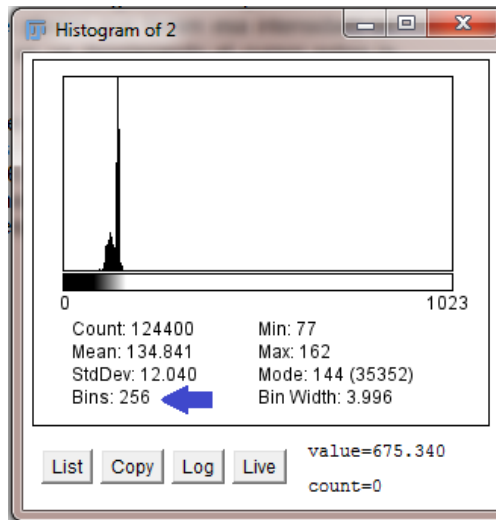 Histogram of 2
0 1023
Count: 124400 Min: 77
Mean: 134.841 Max: 162
StdDev: 12.040 Mode: 144 (35352)
Bins: 256 Bin Width: 3.996
List Copy Log Live value=675.340
count=0